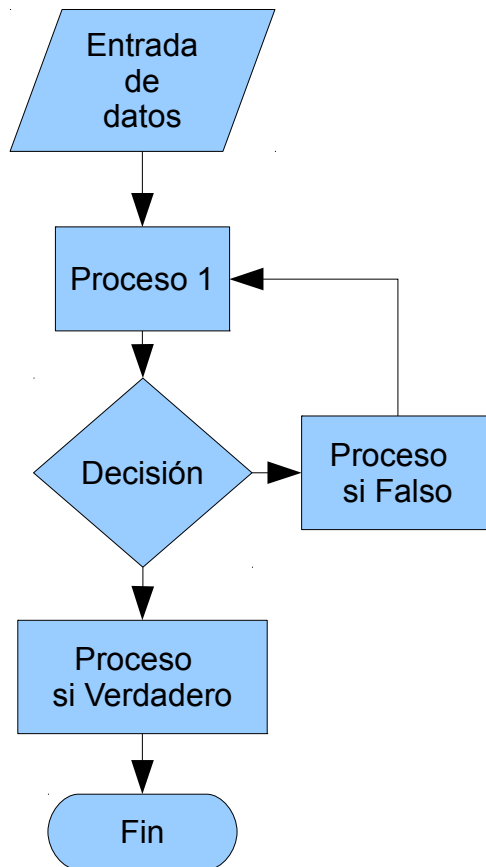 Entrada
de
datos
Proceso 1
Decisión
Proceso
si Falso
Proceso
si Verdadero
Fin